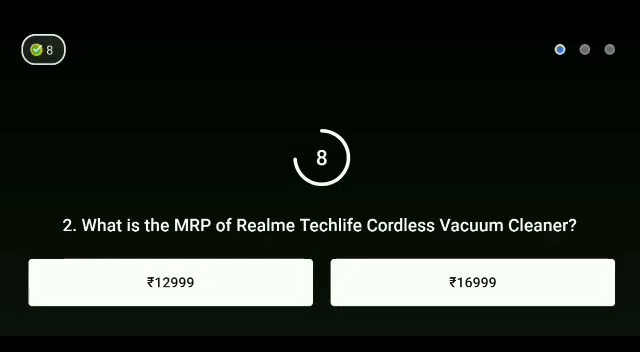 8
8
2. What is the MRP of Realme Techlife Cordless Vacuum Cleaner?
₹12999
₹16999